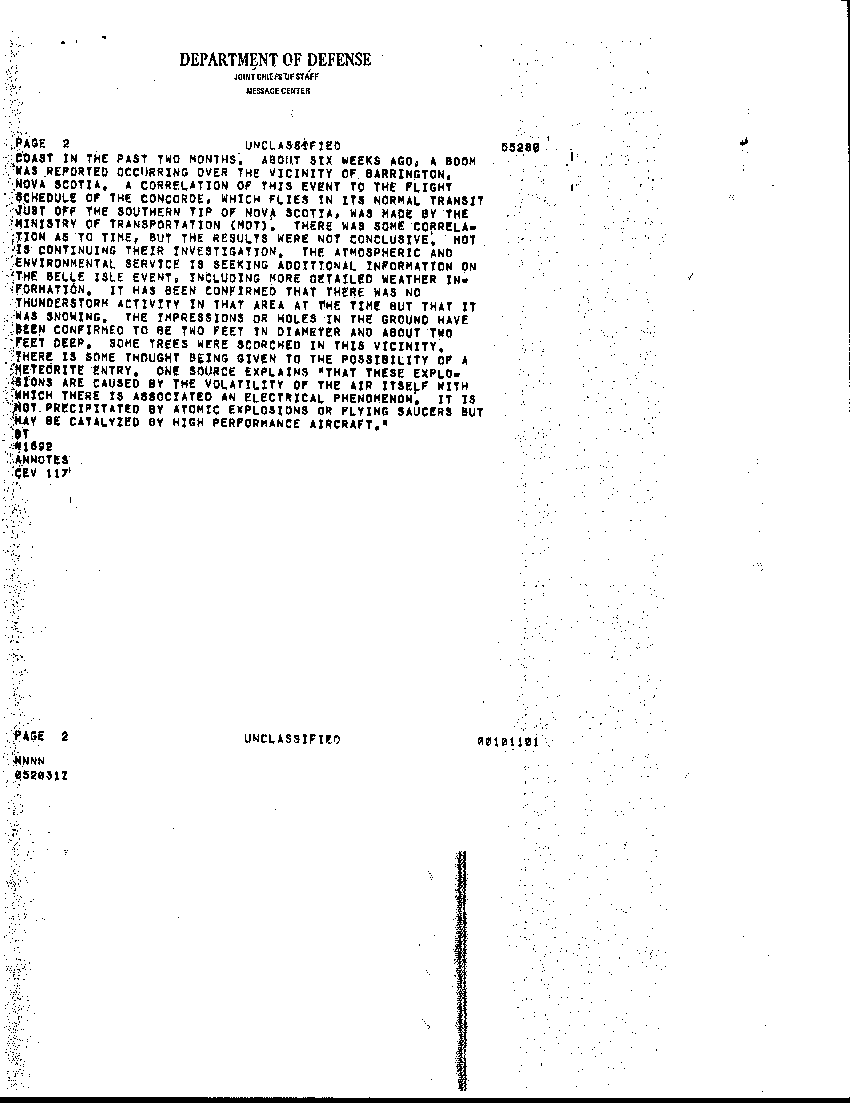 DEPARTMENT OF DEFENSE
JOINT CHIEFS OF STAFF
MESSAGE CENTER
PAGE 2 UNCLASSIFIED 55280
COAST IN THE PAST TWO MONTHS. ABOUT SIX WEEKS AGO, A BOOM
WAS REPORTED OCCURRING OVER THE VICINITY OF BARRINGTON,
NOVA SCOTIA. A CORRELATION OF THIS EVENT TO THE FLIGHT
SCHEDULE OF THE CONCORDE, WHICH FLIES IN ITS NORMAL TRANSIT
JUST OFF THE SOUTHERN TIP OF NOVA SCOTIA, WAS MADE BY THE
MINISTRY OF TRANSPORTATION (MOT). THERE WAS SOME CORRELA-
TION AS TO TIME, BUT THE RESULTS WERE NOT CONCLUSIVE. MOT
IS CONTINUING THEIR INVESTIGATION. THE ATMOSPHERIC AND
ENVIRONMENTAL SERVICE IS SEEKING ADDITIONAL INFORMATION ON
THE BELLE ISLE EVENT, INCLUDING MORE DETAILED WEATHER IN-
FORMATION. IT HAS BEEN CONFIRMED THAT THERE WAS NO
THUNDERSTORM ACTIVITY IN THAT AREA AT THE TIME BUT THAT IT
WAS SNOWING. THE IMPRESSIONS OR HOLES IN THE GROUND HAVE
BEEN CONFIRMED TO BE TWO FEET IN DIAMETER AND ABOUT TWO
FEET DEEP. SOME TREES WERE SCORCHED IN THIS VICINITY.
THERE IS SOME THOUGHT BEING GIVEN TO THE POSSIBILITY OF A
METEORITE ENTRY. ONE SOURCE EXPLAINS "THAT THESE EXPLO-
SIONS ARE CAUSED BY THE VOLATILITY OF THE AIR ITSELF WITH
WHICH THERE IS ASSOCIATED AN ELECTRICAL PHENOMENON. IT IS
NOT PRECIPITATED BY ATOMIC EXPLOSIONS OR FLYING SAUCERS BUT
MAY BE CATALYZED BY HIGH PERFORMANCE AIRCRAFT."
BT
#1692
ANNOTES
CEV 117
PAGE 2 UNCLASSIFIED 00101101
NNNN
052031Z